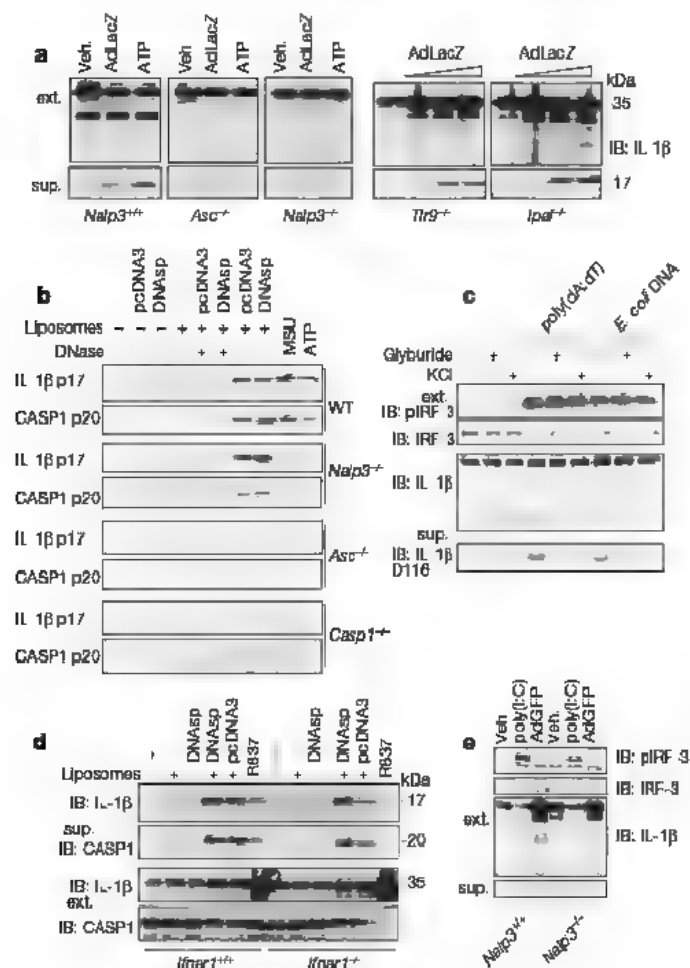 a
Veh. AdLacZ ATP Veh. AdLacZ ATP Veh. AdLacZ ATP AdLacZ AdLacZ
kDa
ext.
35
IB: IL 1β
sup.
17
Nalp3+/+ Asc-/- Nalp3-/- Tlr9-/- Ipaf-/-
b
pcDNA3 DNAsp pcDNA3 DNAsp pcDNA3 DNAsp
Liposomes - - - + + + + + MSU ATP
DNase + +
IL 1β p17
CASP1 p20
WT
IL 1β p17
CASP1 p20
Nalp3-/-
IL 1β p17
CASP1 p20
Asc-/-
IL 1β p17
CASP1 p20
Casp1-/-
c
poly(dA:dT) E. coli DNA
Glyburide + + +
KCl + + +
ext.
IB: pIRF 3
IB: IRF 3
IB: IL 1β
sup.
IB: IL 1β
D116
d
DNAsp DNAsp pcDNA3 R837 DNAsp DNAsp pcDNA3 R837
Liposomes + + + + + +
kDa
IB: IL-1β
17
sup.
IB: CASP1
20
IB: IL-1β
35
ext.
IB: CASP1
Ifnar1+/+ Ifnar1-/-
e
Veh poly(I:C) AdGFP Veh. poly(I:C) AdGFP
IB: pIRF-3
IB: IRF-3
ext.
IB: IL-1β
sup.
Nalp3+/+ Nalp3-/-